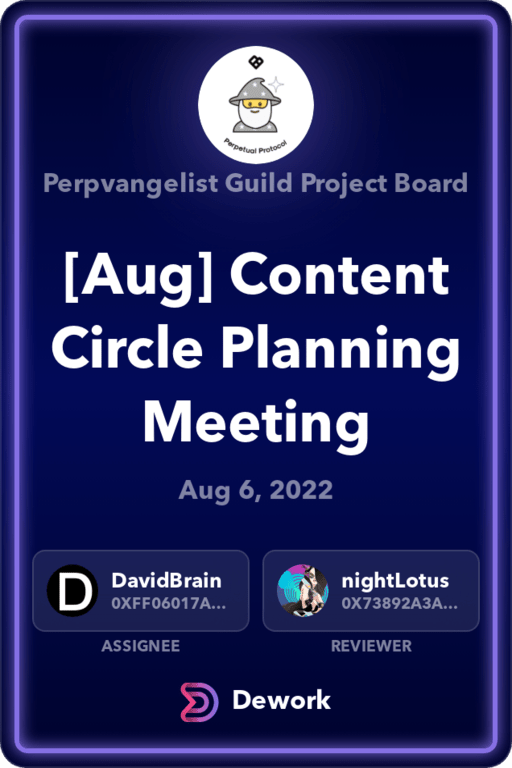 Perpetual Protocol
Perpvangelist Guild Project Board
[Aug] Content
Circle Planning
Meeting
Aug 6, 2022
D
DavidBrain
0XFF06017A...
nightLotus
0X73892A3A...
ASSIGNEE
REVIEWER
Dework